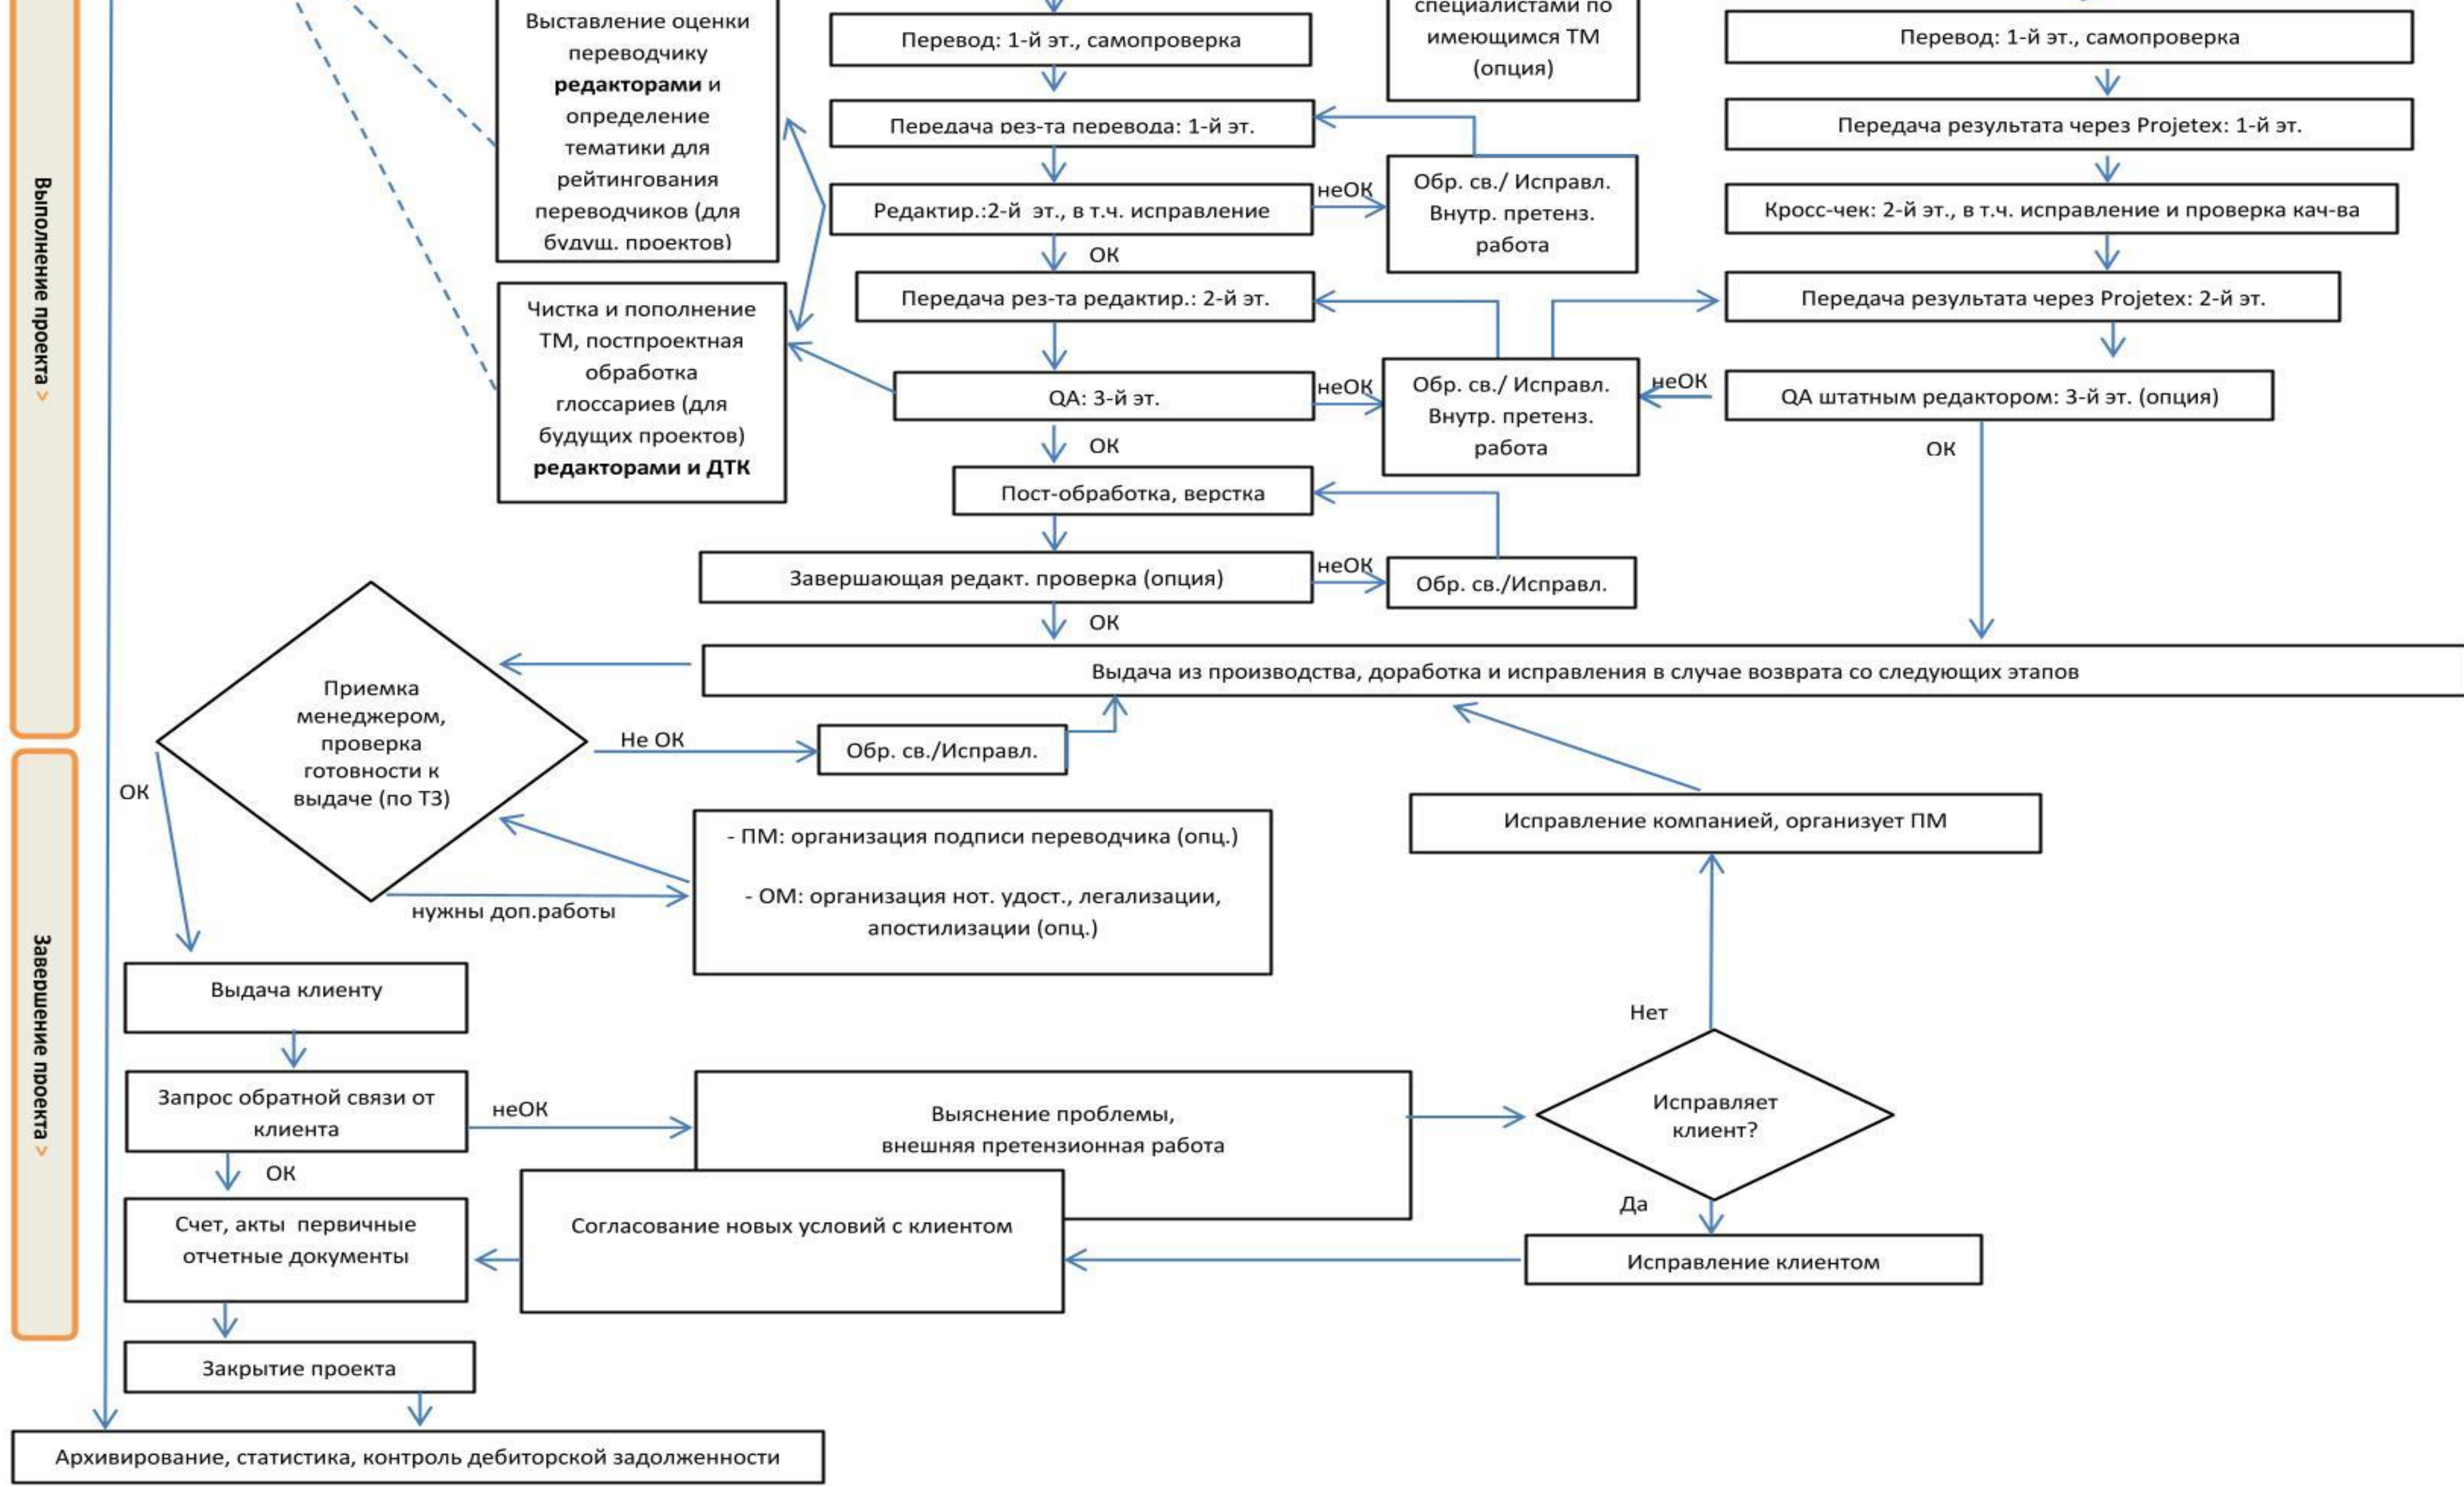 Выполнение проекта >
Завершение проекта >
Выставление оценки
переводчику
редакторами и
определение
тематики для
рейтингования
переводчиков (для
будущ. проектов)
Чистка и пополнение
ТМ, постпроектная
обработка
глоссариев (для
будущих проектов)
редакторами и ДТК
Перевод: 1-й эт., самопроверка
Передача рез-та перевода: 1-й эт.
Редактир.:2-й эт., в т.ч. исправление
неОК
ОК
Передача рез-та редактир.: 2-й эт.
QA: 3-й эт.
неОК
ОК
Пост-обработка, верстка
Завершающая редакт. проверка (опция)
неОК
ОК
специалистами по
имеющимся ТМ
(опция)
Обр. св./ Исправл.
Внутр. претенз.
работа
Обр. св./ Исправл.
Внутр. претенз.
работа
Обр. св./Исправл.
Перевод: 1-й эт., самопроверка
Передача результата через Projetex: 1-й эт.
Кросс-чек: 2-й эт., в т.ч. исправление и проверка кач-ва
Передача результата через Projetex: 2-й эт.
неОК
QA штатным редактором: 3-й эт. (опция)
ОК
Выдача из производства, доработка и исправления в случае возврата со следующих этапов
Приемка
менеджером,
проверка
готовности к
выдаче (по ТЗ)
Не ОК
Обр. св./Исправл.
ОК
нужны доп.работы
- ПМ: организация подписи переводчика (опц.)
- ОМ: организация нот. удост., легализации,
апостилизации (опц.)
Исправление компанией, организует ПМ
Выдача клиенту
Нет
Запрос обратной связи от
клиента
неОК
Выяснение проблемы,
внешняя претензионная работа
Исправляет
клиент?
ОК
Да
Счет, акты первичные
отчетные документы
Согласование новых условий с клиентом
Исправление клиентом
Закрытие проекта
Архивирование, статистика, контроль дебиторской задолженности